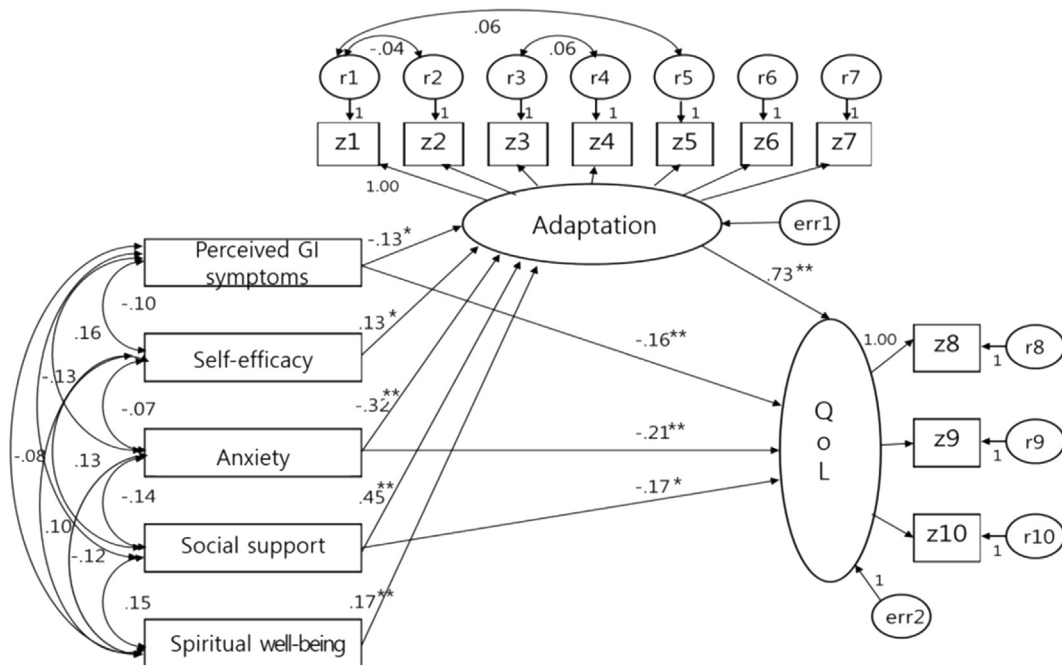 .06
-.04
.06
r1 r2 r3 r4 r5 r6 r7
1 1 1 1 1 1 1
z1 z2 z3 z4 z5 z6 z7
1.00
Adaptation
err1
Perceived GI
symptoms
-.13*
.73**
-.10
.13*
-.16**
1.00
z8
1
r8
.16
Self-efficacy
-.13
-.07
-.32**
-.21**
Q
o
L
z9
1
r9
-.08
.13
Anxiety
-.14
.45**
-.17*
.10
-.12
Social support
z10
1
r10
.15
.17**
1
err2
Spiritual well-being